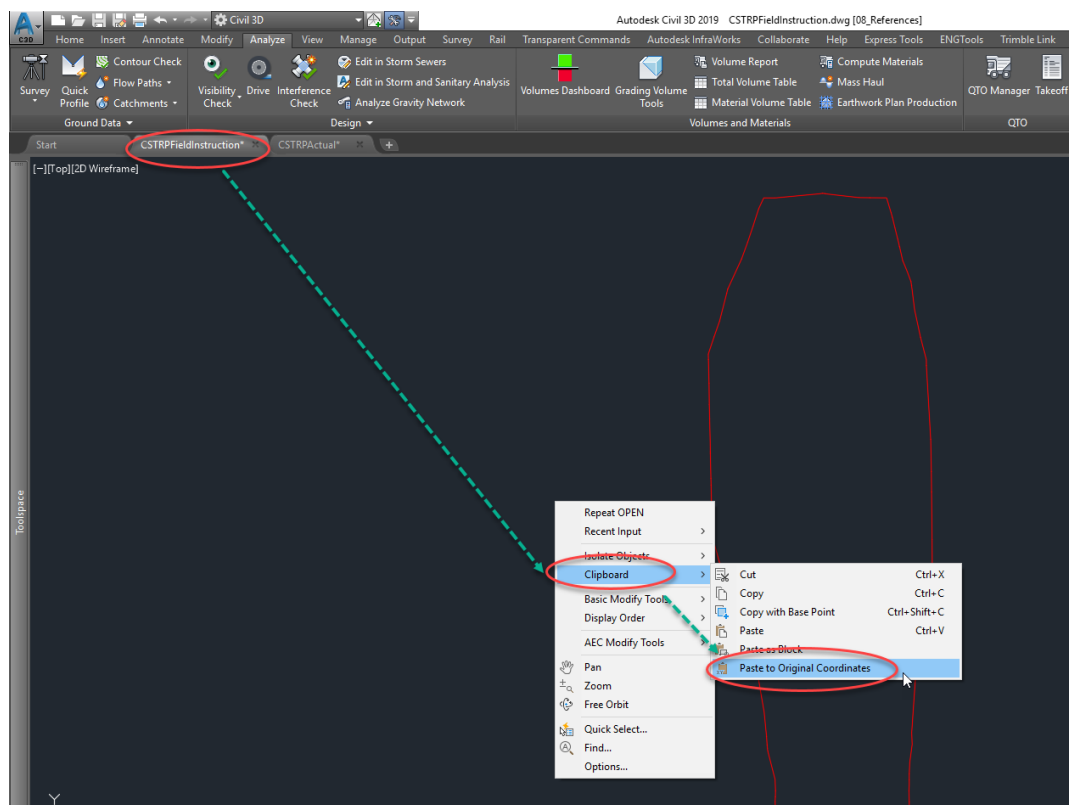 Civil 3D
Autodesk Civil 3D 2019 CSTRPFieldInstruction.dwg [08_References]
C3D
Home Insert Annotate Modify Analyze View Manage Output Survey Rail Transparent Commands Autodesk InfraWorks Collaborate Help Express Tools ENGTools Trimble Link
Survey
Quick Profile
Contour Check
Flow Paths
Catchments
Visibility Check
Drive
Interference Check
Edit in Storm Sewers
Edit in Storm and Sanitary Analysis
Analyze Gravity Network
Volumes Dashboard
Grading Volume Tools
Volume Report
Total Volume Table
Material Volume Table
Compute Materials
Mass Haul
Earthwork Plan Production
QTO Manager
Takeoff
Ground Data
Design
Volumes and Materials
QTO
Start
CSTRPFieldInstruction*
CSTRPActual*
[−][Top][2D Wireframe]
Toolspace
Repeat OPEN
Recent Input
Isolate Objects
Clipboard
Basic Modify Tools
Display Order
AEC Modify Tools
Pan
Zoom
Free Orbit
Quick Select...
Find...
Options...
Cut Ctrl+X
Copy Ctrl+C
Copy with Base Point Ctrl+Shift+C
Paste Ctrl+V
Paste as Block
Paste to Original Coordinates
Y